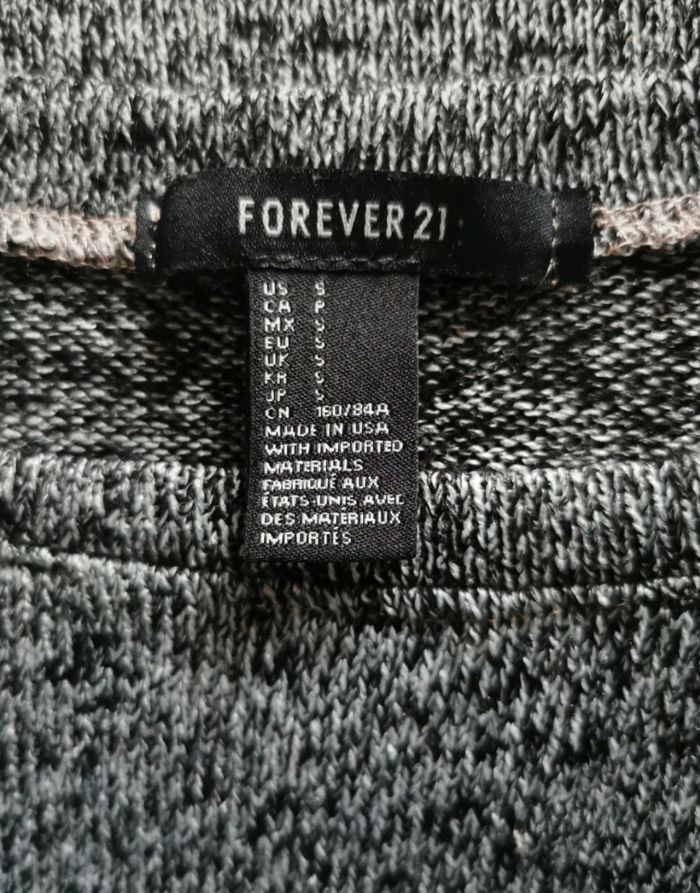 FOREVER 21
US S
CA P
MX S
EU S
UK S
KR S
JP S
CN 160/84A
MADE IN USA
WITH IMPORTED
MATERIALS
FABRIQUÉ AUX
ÉTATS-UNIS AVEC
DES MATÉRIAUX
IMPORTÉS